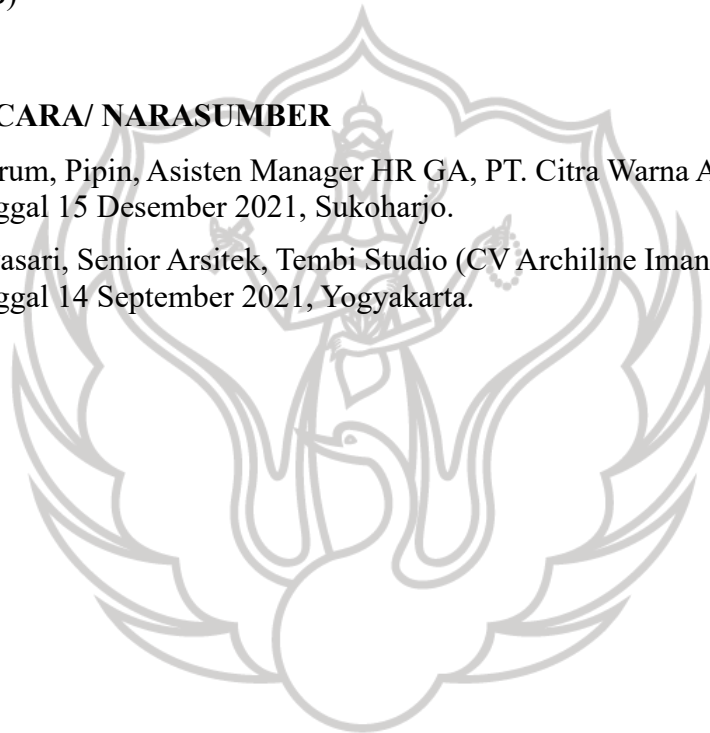 CARA/ NARASUMBER
rum, Pipin, Asisten Manager HR GA, PT. Citra Warna A
ggal 15 Desember 2021, Sukoharjo.
asari, Senior Arsitek, Tembi Studio (CV Archiline Iman
ggal 14 September 2021, Yogyakarta.